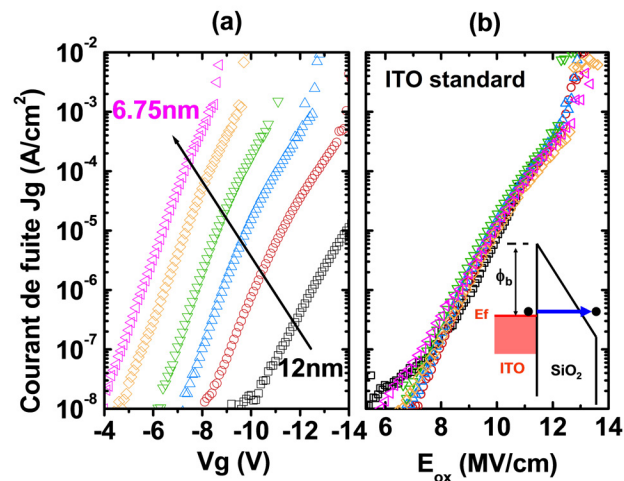 (a)
(b)
Courant de fuite Jg (A/cm²)
10⁻²
10⁻³
10⁻⁴
10⁻⁵
10⁻⁶
10⁻⁷
10⁻⁸
6.75nm
12nm
-4 -6 -8 -10 -12 -14
Vg (V)
ITO standard
ϕb
Ef
ITO
SiO₂
6 8 10 12 14
Eox (MV/cm)